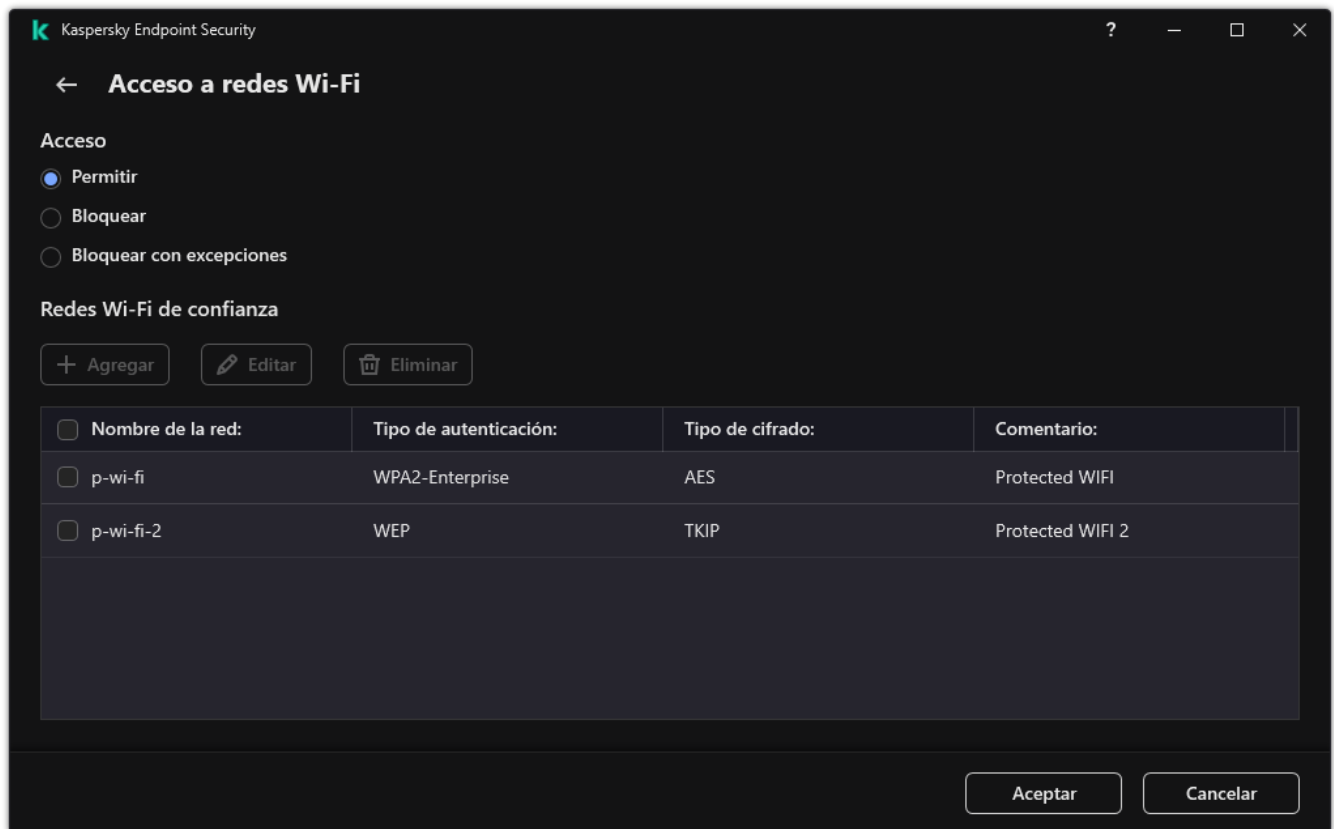 Kaspersky Endpoint Security ?
Acceso a redes Wi-Fi
Acceso
Permitir
Bloquear
Bloquear con excepciones
Redes Wi-Fi de confianza
Agregar Editar Eliminar
Nombre de la red: Tipo de autenticación: Tipo de cifrado: Comentario:
p-wi-fi WPA2-Enterprise AES Protected WIFI
p-wi-fi-2 WEP TKIP Protected WIFI 2
Aceptar Cancelar